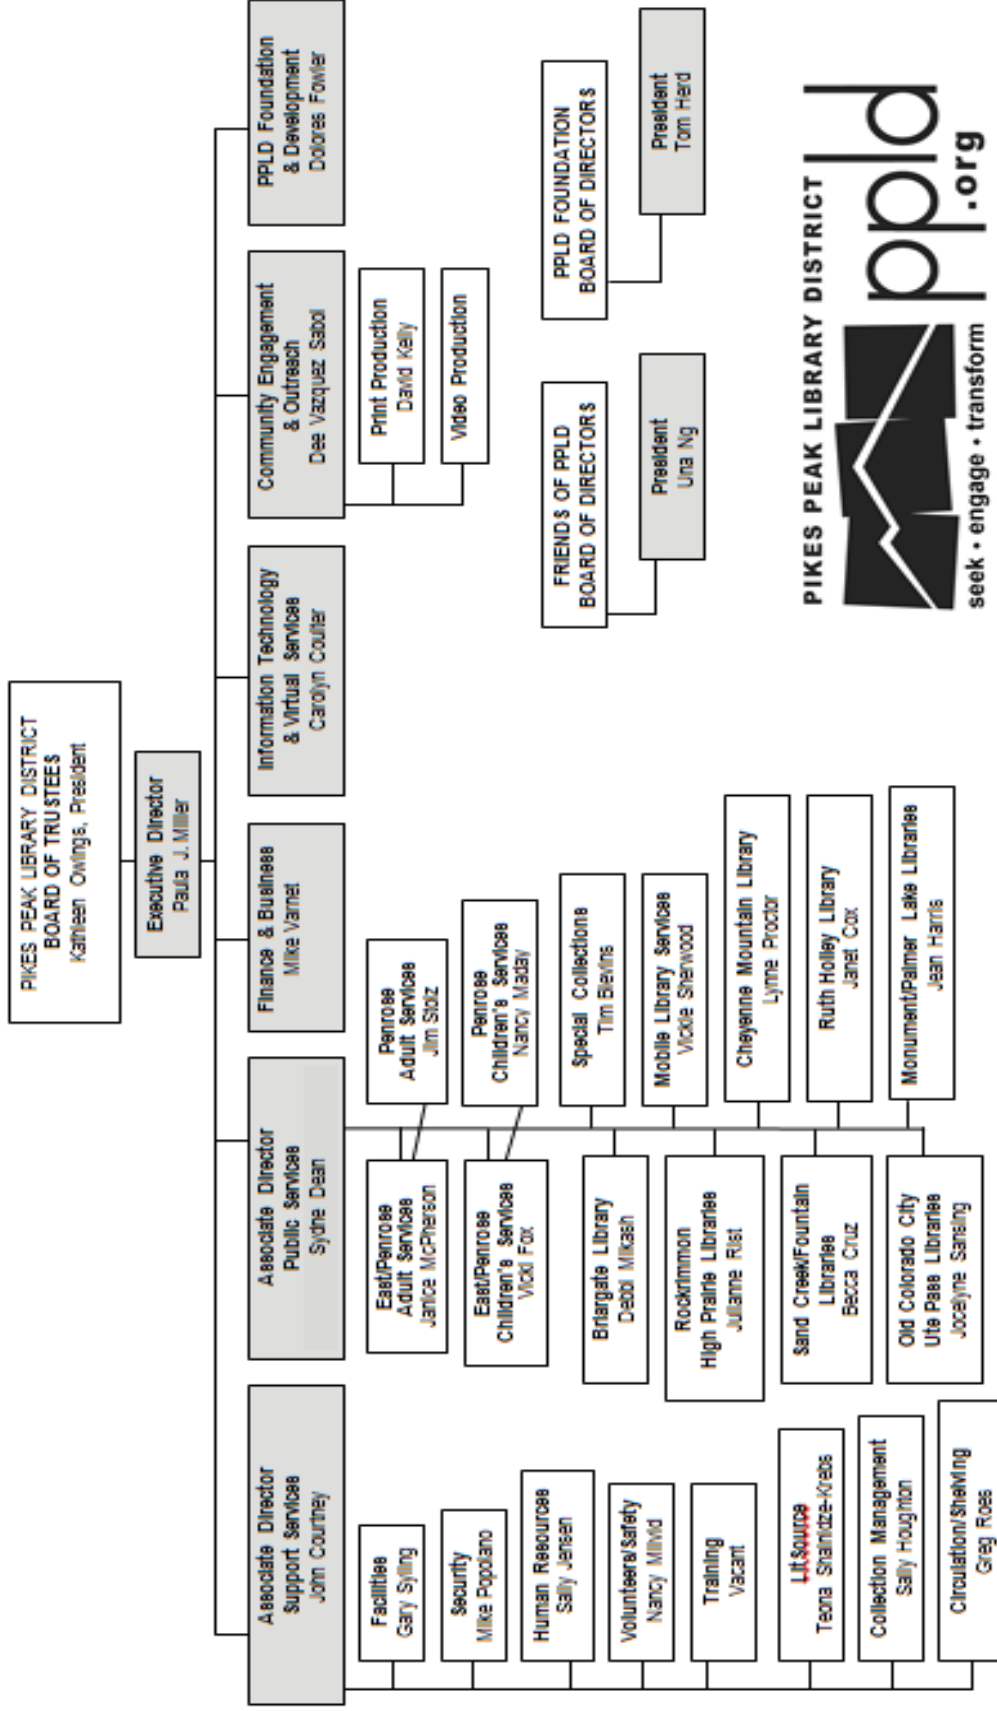 PIKES PEAK LIBRARY DISTRICT
BOARD OF TRUSTEES
Kathleen Owings, President
Executive Director
Paula J. Miller
Associate Director
Support Services
John Courtney
Facilities
Gary Syling
Security
Mike Popolano
Human Resources
Sally Jensen
Volunteers/Safety
Nancy Milvid
Training
Vacant
LitSource
Teona Shainidze-Krebs
Collection Management
Sally Houghton
Circulation/Shelving
Greg Roes
Associate Director
Public Services
Sydne Dean
East/Penrose
Adult Services
Janice McPherson
Penrose
Adult Services
Jim Stolz
East/Penrose
Children's Services
Vicki Fox
Penrose
Children's Services
Nancy Maday
Special Collections
Tim Blevins
Briargate Library
Debbi Mikash
Mobile Library Services
Vickie Sherwood
Rockrimmon
High Prairie Libraries
Julianne Rist
Cheyenne Mountain Library
Lynne Proctor
Sand Creek/Fountain
Libraries
Becca Cruz
Ruth Holley Library
Janet Cox
Old Colorado City
Ute Pass Libraries
Jocelyne Sansing
Monument/Palmer Lake Libraries
Jean Harris
Finance & Business
Mike Varnet
Information Technology
& Virtual Services
Carolyn Coulter
Community Engagement
& Outreach
Dee Vazquez Sabol
Print Production
David Kelly
Video Production
PPLD Foundation
& Development
Dolores Fowler
FRIENDS OF PPLD
BOARD OF DIRECTORS
President
Una Ng
PPLD FOUNDATION
BOARD OF DIRECTORS
President
Tom Herd
PIKES PEAK LIBRARY DISTRICT
ppld
.org
seek • engage • transform